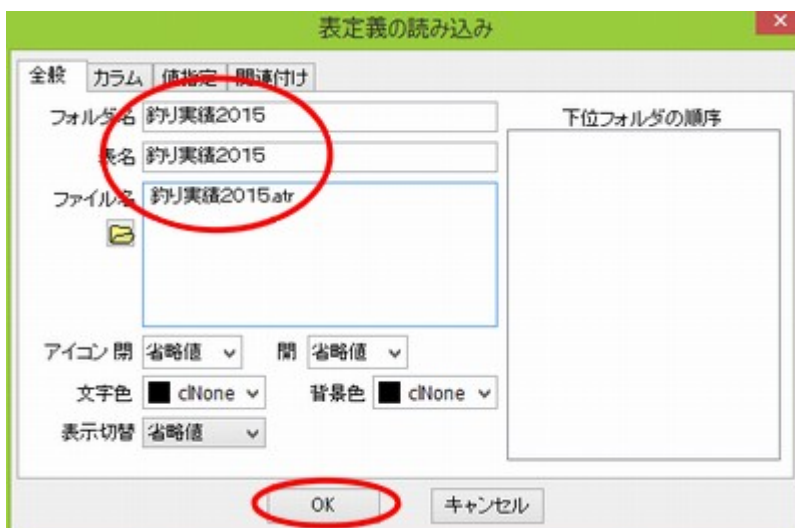 表定義の読み込み
全般 カラム 値指定 関連付け
フォルダ名 釣り実績2015 下位フォルダの順序
表名 釣り実績2015
ファイル名 釣り実績2015.atr
アイコン 閉 省略値 開 省略値
文字色 clNone 背景色 clNone
表示切替 省略値
OK キャンセル